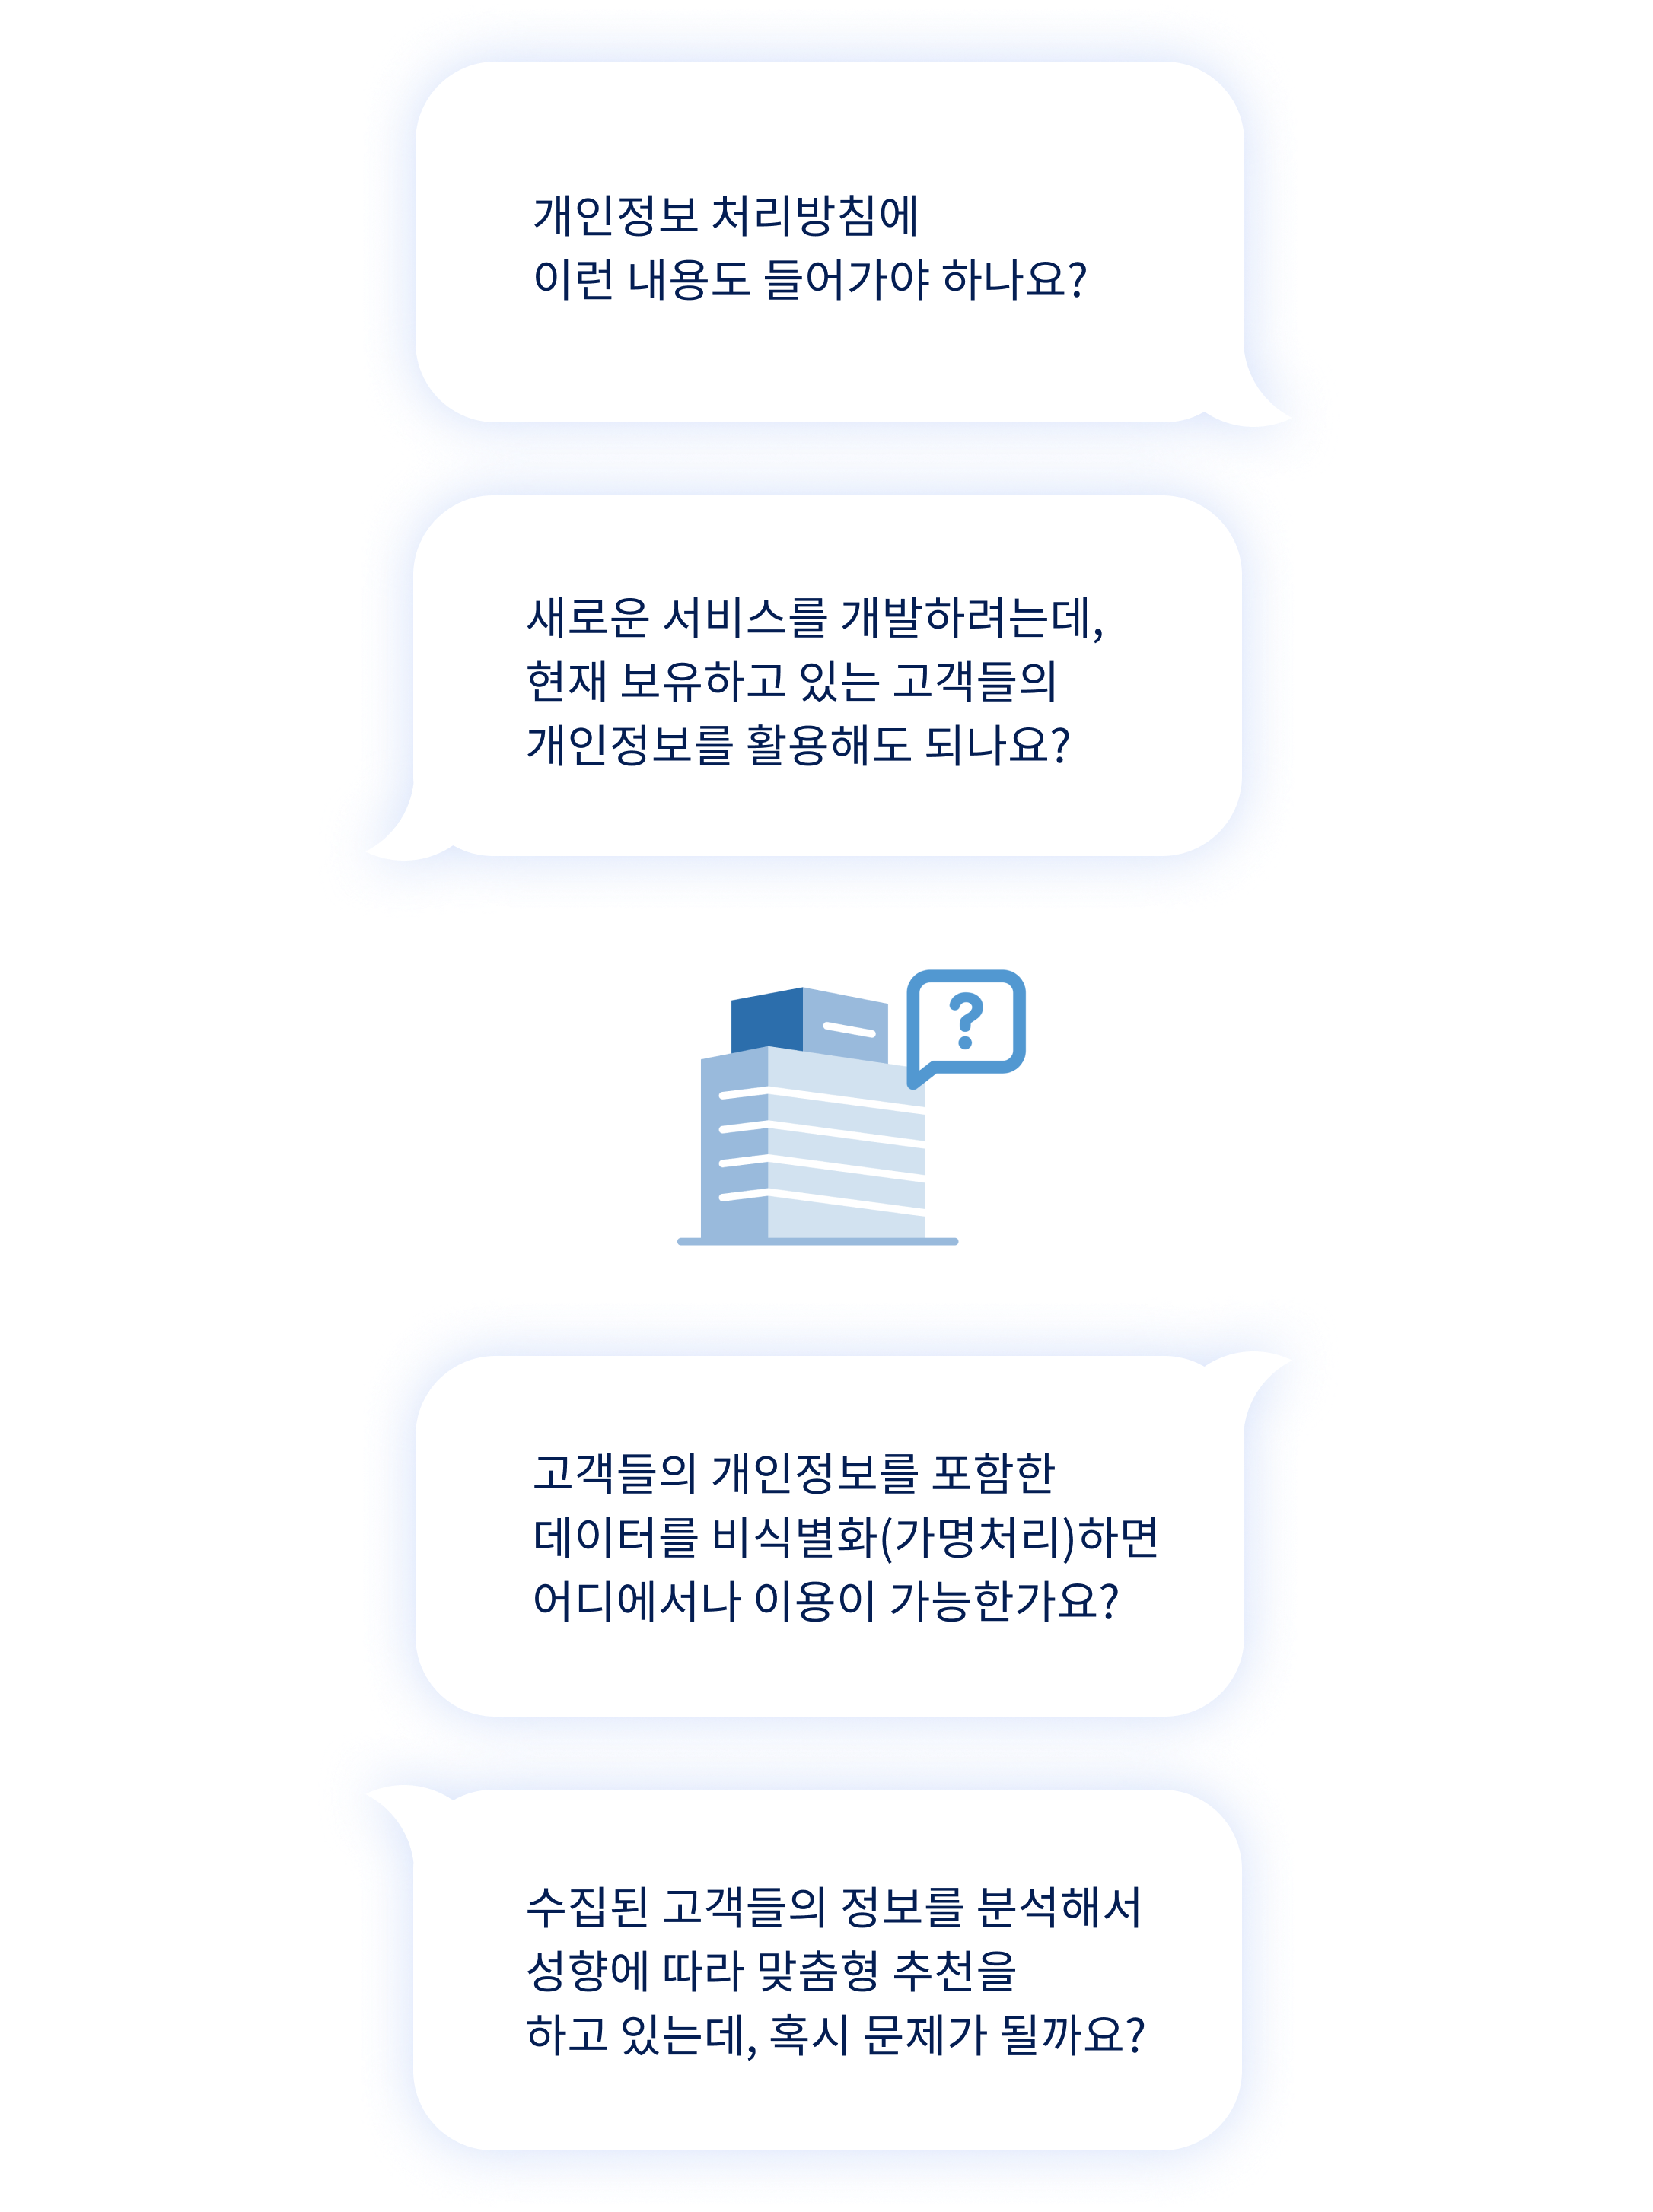 개인정보 처리방침에
이런 내용도 들어가야 하나요?
새로운 서비스를 개발하려는데,
현재 보유하고 있는 고객들의
개인정보를 활용해도 되나요?
?
고객들의 개인정보를 포함한
데이터를 비식별화(가명처리)하면
어디에서나 이용이 가능한가요?
수집된 고객들의 정보를 분석해서
성향에 따라 맞춤형 추천을
하고 있는데, 혹시 문제가 될까요?